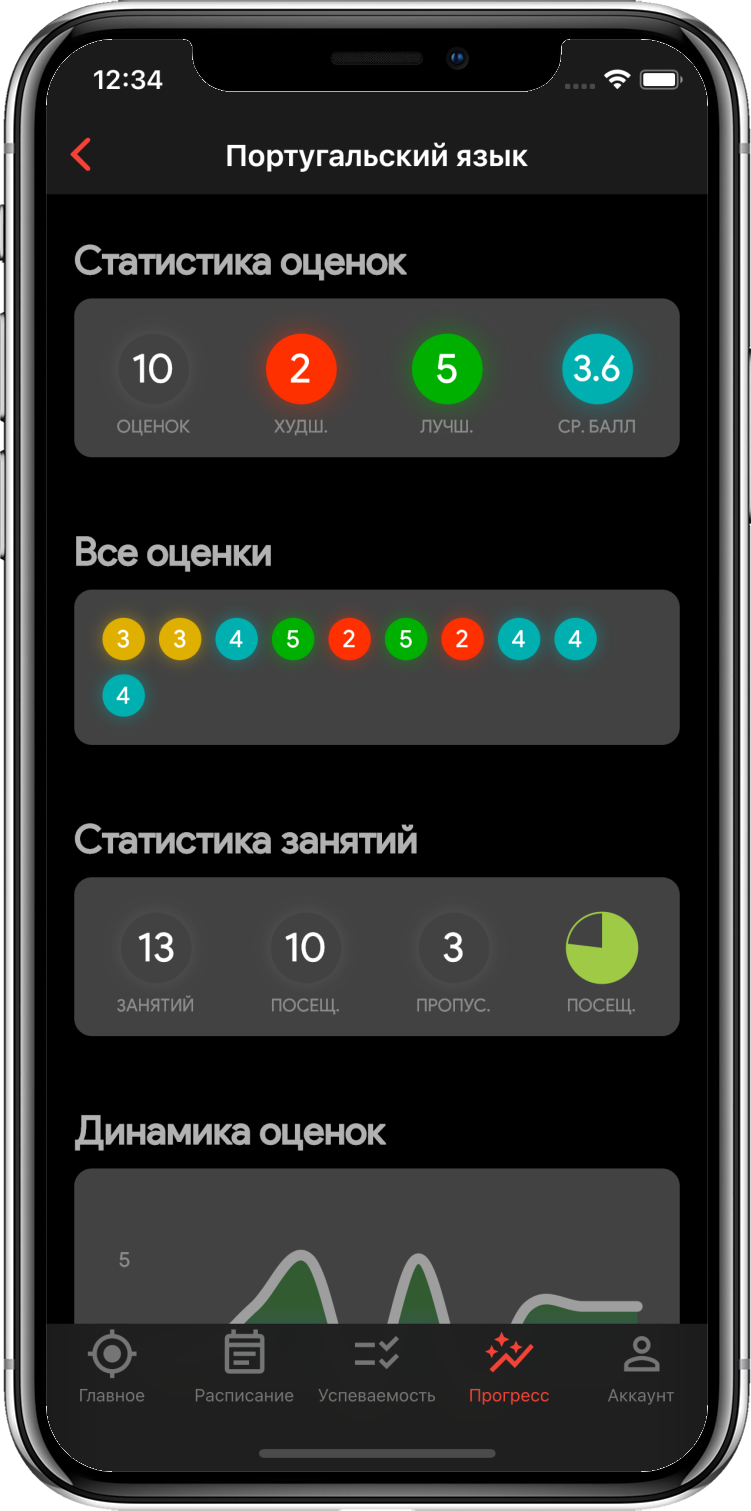 12:34
Португальский язык
Статистика оценок
10 2 5 3.6
ОЦЕНОК ХУДШ. ЛУЧШ. СР. БАЛЛ
Все оценки
3 3 4 5 2 5 2 4 4
4
Статистика занятий
13 10 3
ЗАНЯТИЙ ПОСЕЩ. ПРОПУС. ПОСЕЩ.
Динамика оценок
5
Главное Расписание Успеваемость Прогресс Аккаунт